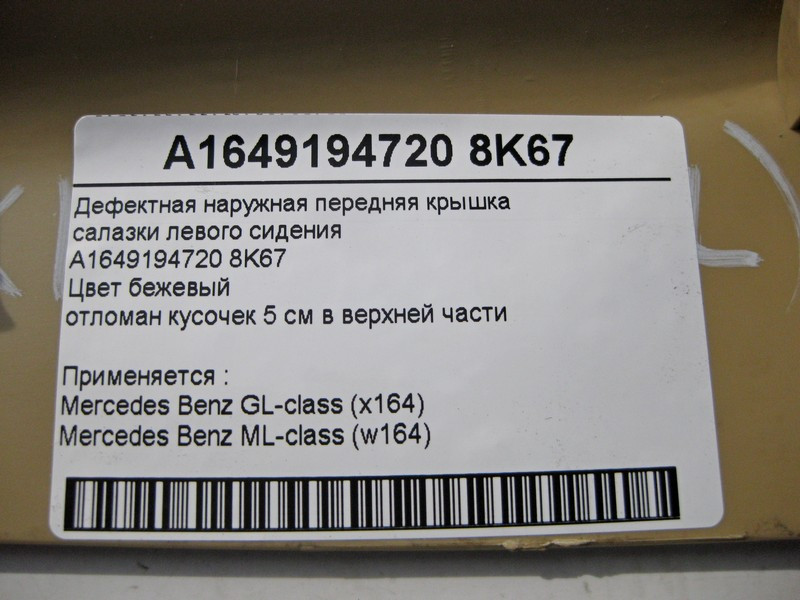 A1649194720 8K67
Дефектная наружная передняя крышка
салазки левого сидения
A1649194720 8K67
Цвет бежевый
отломан кусочек 5 см в верхней части
Применяется :
Mercedes Benz GL-class (x164)
Mercedes Benz ML-class (w164)